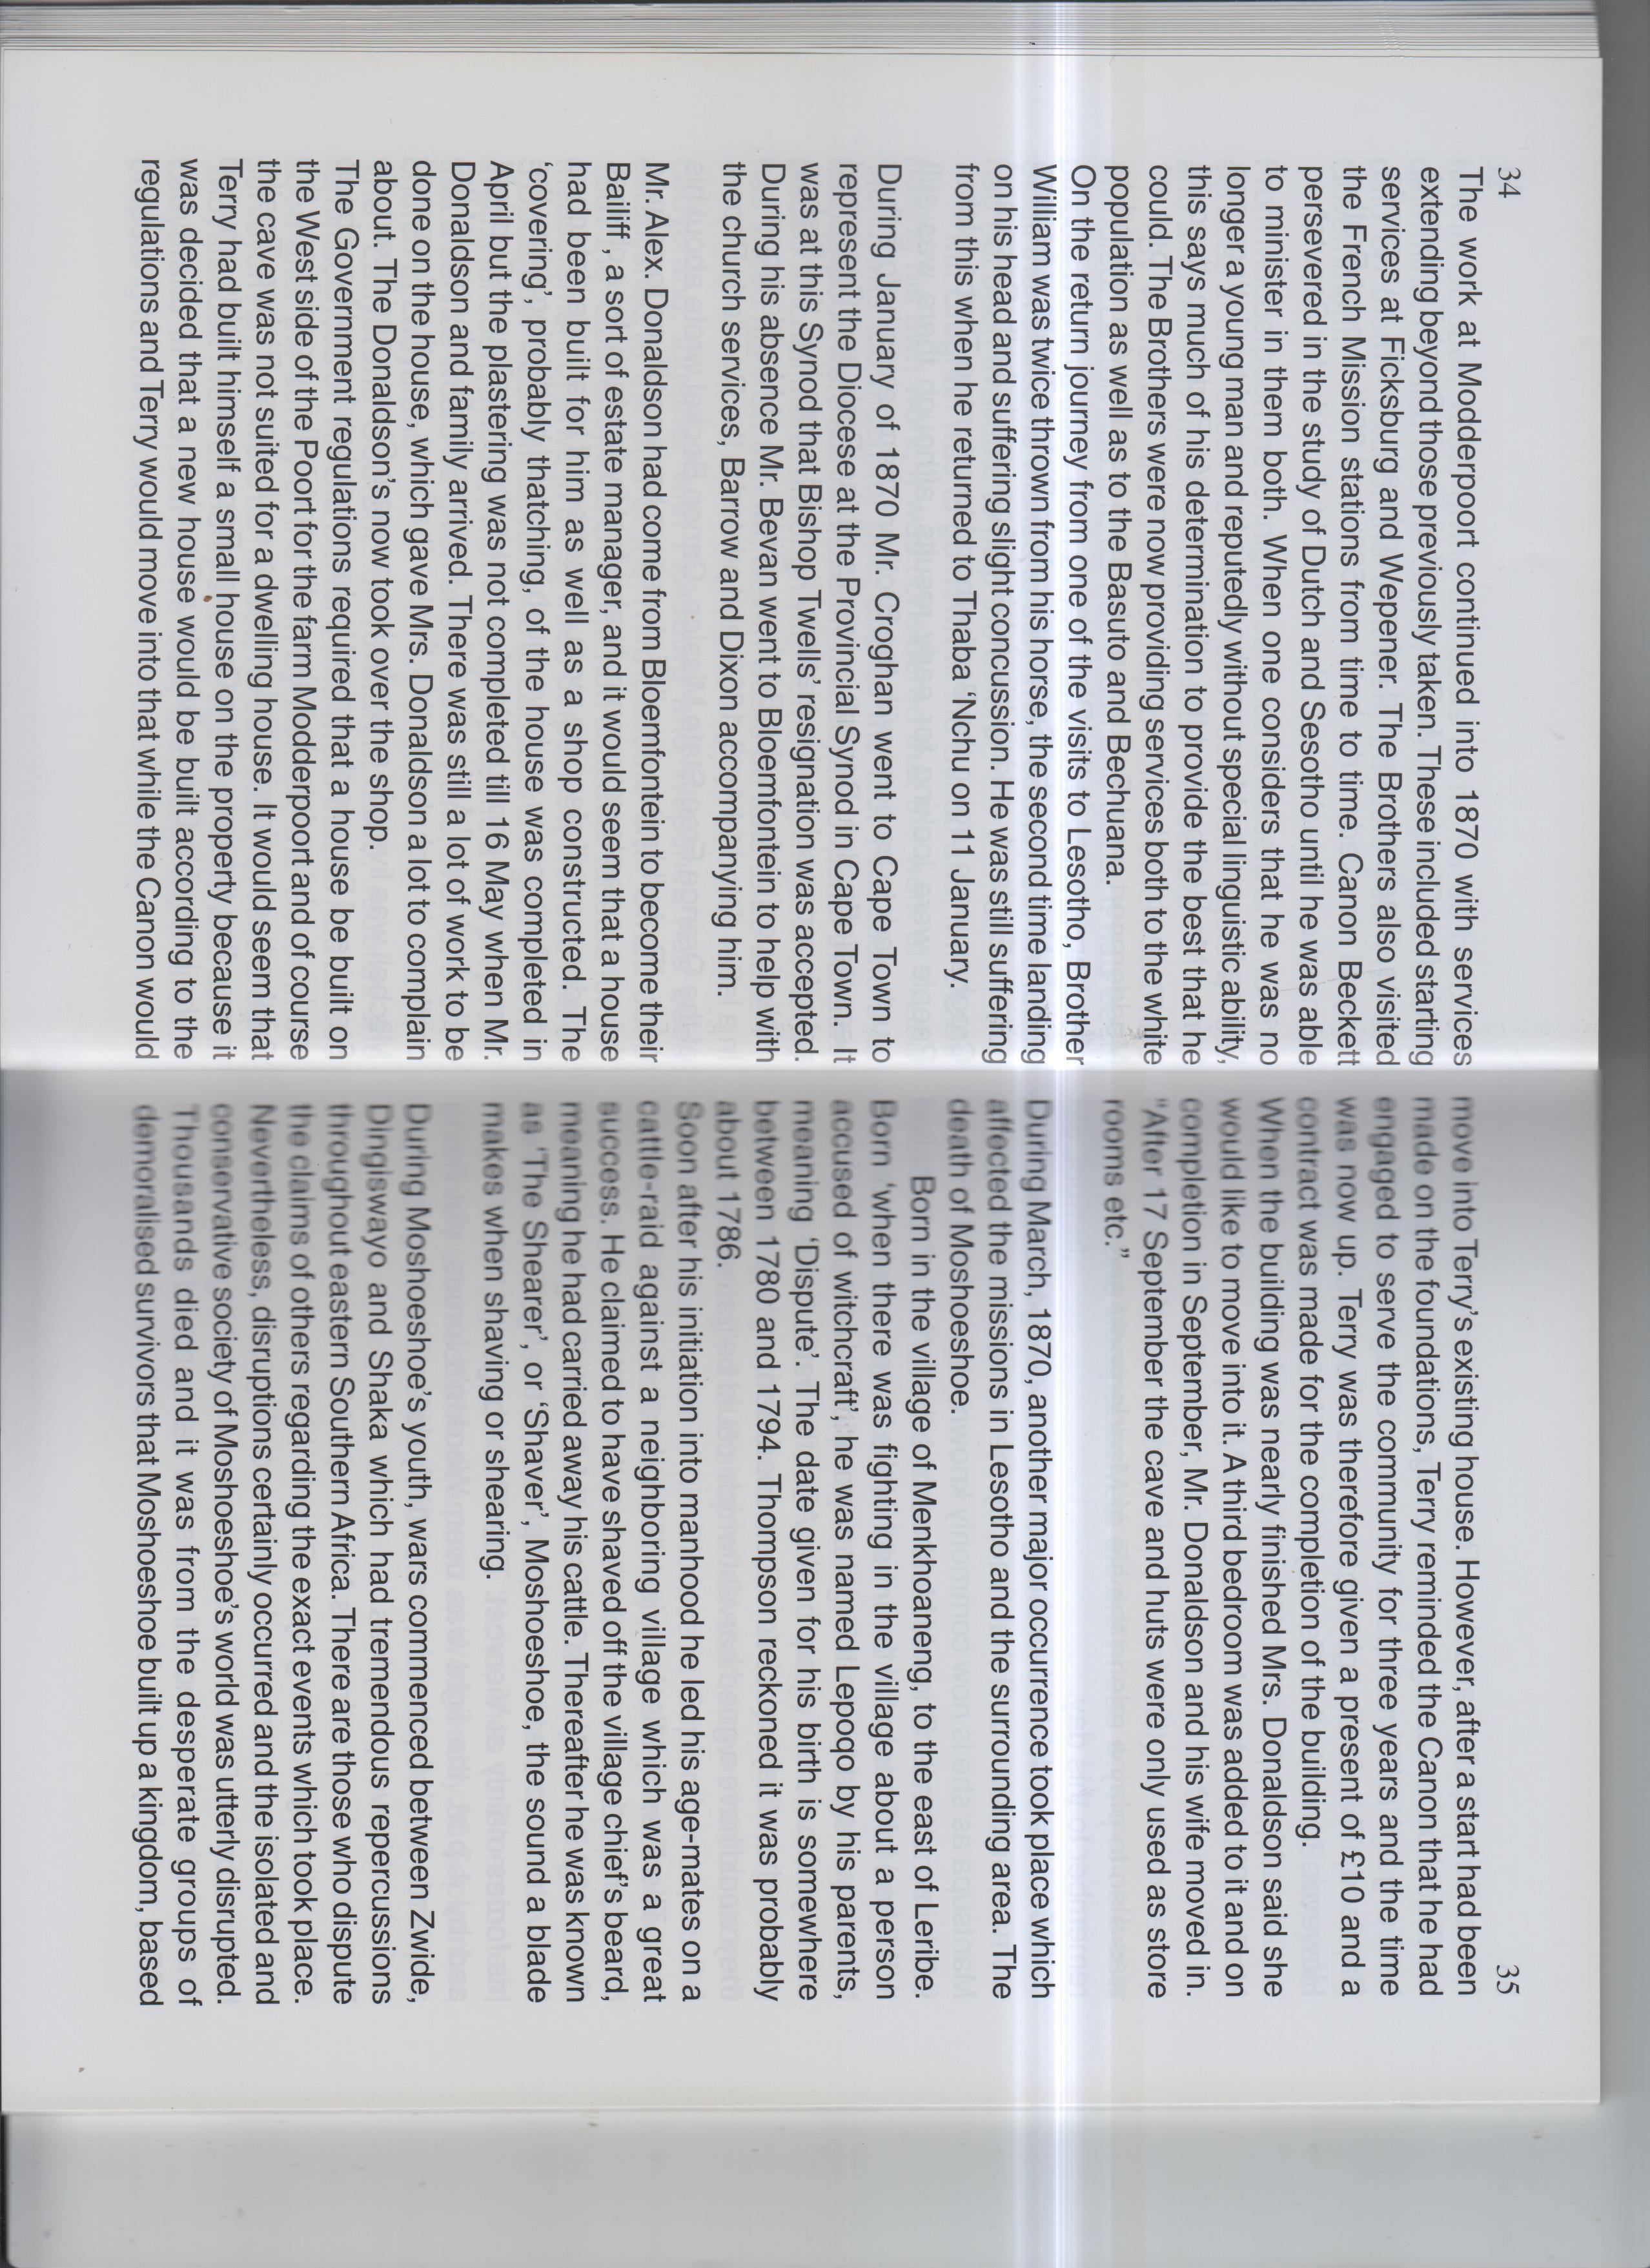 34
The work at Modderpoort continued into 1870 with services
extending beyond those previously taken. These included starting
services at Ficksburg and Wepener. The Brothers also visited
the French Mission stations from time to time. Canon Beckett
persevered in the study of Dutch and Sesotho until he was able
to minister in them both. When one considers that he was no
longer a young man and reputedly without special linguistic ability,
this says much of his determination to provide the best that he
could. The Brothers were now providing services both to the white
population as well as to the Basuto and Bechuana.
On the return journey from one of the visits to Lesotho, Brother
William was twice thrown from his horse, the second time landing
on his head and suffering slight concussion. He was still suffering
from this when he returned to Thaba ‘Nchu on 11 January.
During January of 1870 Mr. Croghan went to Cape Town to
represent the Diocese at the Provincial Synod in Cape Town. It
was at this Synod that Bishop Twells’ resignation was accepted.
During his absence Mr. Bevan went to Bloemfontein to help with
the church services, Barrow and Dixon accompanying him.
Mr. Alex. Donaldson had come from Bloemfontein to become their
Bailiff , a sort of estate manager, and it would seem that a house
had been built for him as well as a shop constructed. The
‘covering’, probably thatching, of the house was completed in
April but the plastering was not completed till 16 May when Mr.
Donaldson and family arrived. There was still a lot of work to be
done on the house, which gave Mrs. Donaldson a lot to complain
about. The Donaldson’s now took over the shop.
The Government regulations required that a house be built on
the West side of the Poort for the farm Modderpoort and of course
the cave was not suited for a dwelling house. It would seem that
Terry had built himself a small house on the property because it
was decided that a new house would be built according to the
regulations and Terry would move into that while the Canon would
35
move into Terry’s existing house. However, after a start had been
made on the foundations, Terry reminded the Canon that he had
engaged to serve the community for three years and the time
was now up. Terry was therefore given a present of £10 and a
contract was made for the completion of the building.
When the building was nearly finished Mrs. Donaldson said she
would like to move into it. A third bedroom was added to it and on
completion in September, Mr. Donaldson and his wife moved in.
“After 17 September the cave and huts were only used as store
rooms etc.”
During March, 1870, another major occurrence took place which
affected the missions in Lesotho and the surrounding area. The
death of Moshoeshoe.
Born in the village of Menkhoaneng, to the east of Leribe.
Born ‘when there was fighting in the village about a person
accused of witchcraft’, he was named Lepoqo by his parents,
meaning ‘Dispute’. The date given for his birth is somewhere
between 1780 and 1794. Thompson reckoned it was probably
about 1786.
Soon after his initiation into manhood he led his age-mates on a
cattle-raid against a neighboring village which was a great
success. He claimed to have shaved off the village chief’s beard,
meaning he had carried away his cattle. Thereafter he was known
as ‘The Shearer’, or ‘Shaver’, Moshoeshoe, the sound a blade
makes when shaving or shearing.
During Moshoeshoe’s youth, wars commenced between Zwide,
Dingiswayo and Shaka which had tremendous repercussions
throughout eastern Southern Africa. There are those who dispute
the claims of others regarding the exact events which took place.
Nevertheless, disruptions certainly occurred and the isolated and
conservative society of Moshoeshoe’s world was utterly disrupted.
Thousands died and it was from the desperate groups of
demoralised survivors that Moshoeshoe built up a kingdom, based